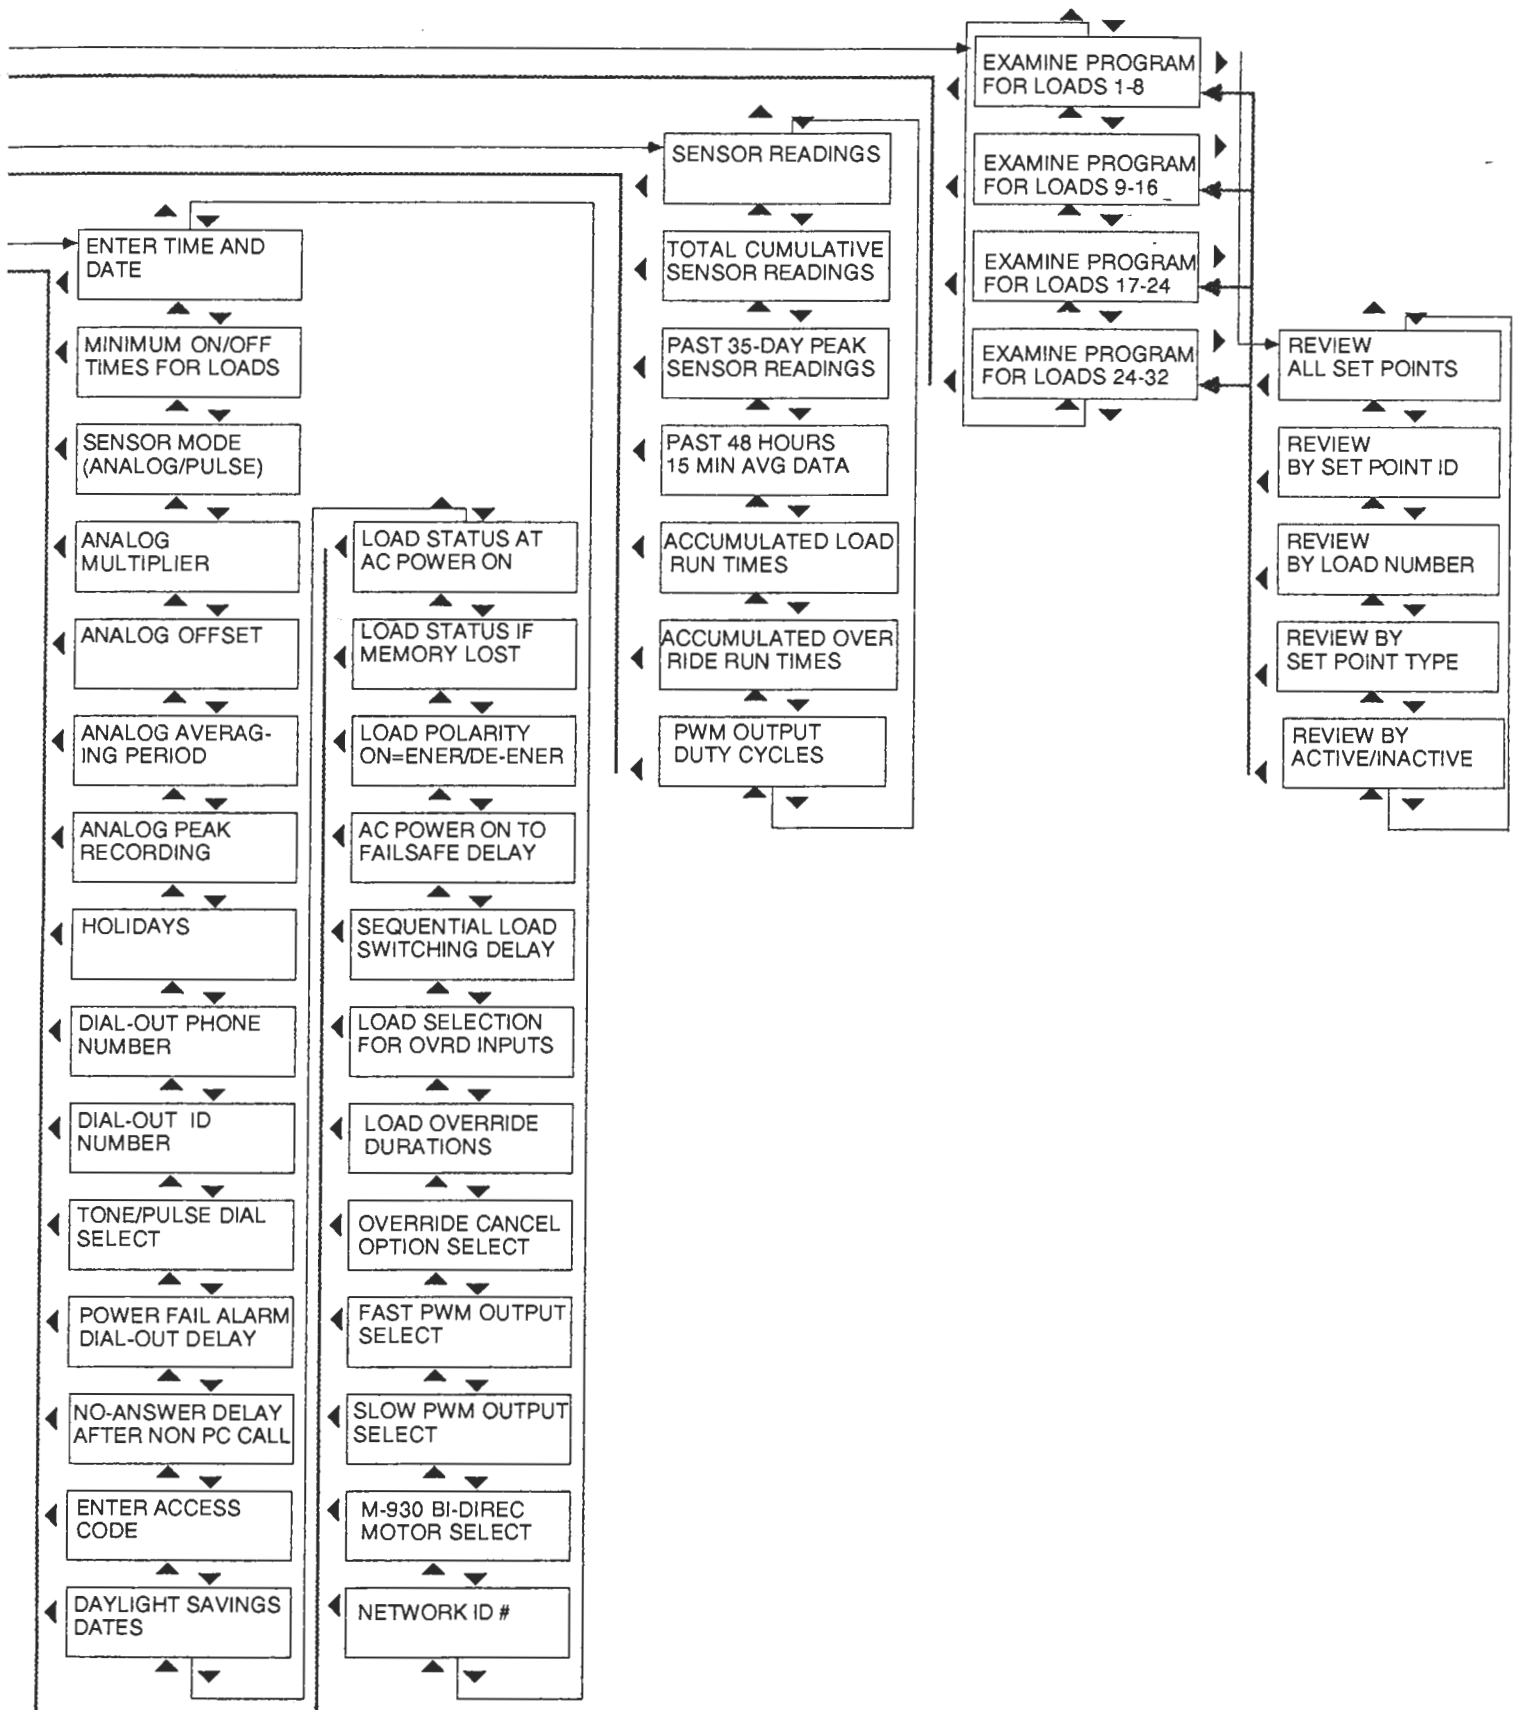 ENTER TIME AND
DATE
MINIMUM ON/OFF
TIMES FOR LOADS
SENSOR MODE
(ANALOG/PULSE)
ANALOG
MULTIPLIER
ANALOG OFFSET
ANALOG AVERAG-
ING PERIOD
ANALOG PEAK
RECORDING
HOLIDAYS
DIAL-OUT PHONE
NUMBER
DIAL-OUT ID
NUMBER
TONE/PULSE DIAL
SELECT
POWER FAIL ALARM
DIAL-OUT DELAY
NO-ANSWER DELAY
AFTER NON PC CALL
ENTER ACCESS
CODE
DAYLIGHT SAVINGS
DATES
LOAD STATUS AT
AC POWER ON
LOAD STATUS IF
MEMORY LOST
LOAD POLARITY
ON=ENER/DE-ENER
AC POWER ON TO
FAILSAFE DELAY
SEQUENTIAL LOAD
SWITCHING DELAY
LOAD SELECTION
FOR OVRD INPUTS
LOAD OVERRIDE
DURATIONS
OVERRIDE CANCEL
OPTION SELECT
FAST PWM OUTPUT
SELECT
SLOW PWM OUTPUT
SELECT
M-930 BI-DIREC
MOTOR SELECT
NETWORK ID #
SENSOR READINGS
TOTAL CUMULATIVE
SENSOR READINGS
PAST 35-DAY PEAK
SENSOR READINGS
PAST 48 HOURS
15 MIN AVG DATA
ACCUMULATED LOAD
RUN TIMES
ACCUMULATED OVER
RIDE RUN TIMES
PWM OUTPUT
DUTY CYCLES
EXAMINE PROGRAM
FOR LOADS 1-8
EXAMINE PROGRAM
FOR LOADS 9-16
EXAMINE PROGRAM
FOR LOADS 17-24
EXAMINE PROGRAM
FOR LOADS 24-32
REVIEW
ALL SET POINTS
REVIEW
BY SET POINT ID
REVIEW
BY LOAD NUMBER
REVIEW BY
SET POINT TYPE
REVIEW BY
ACTIVE/INACTIVE